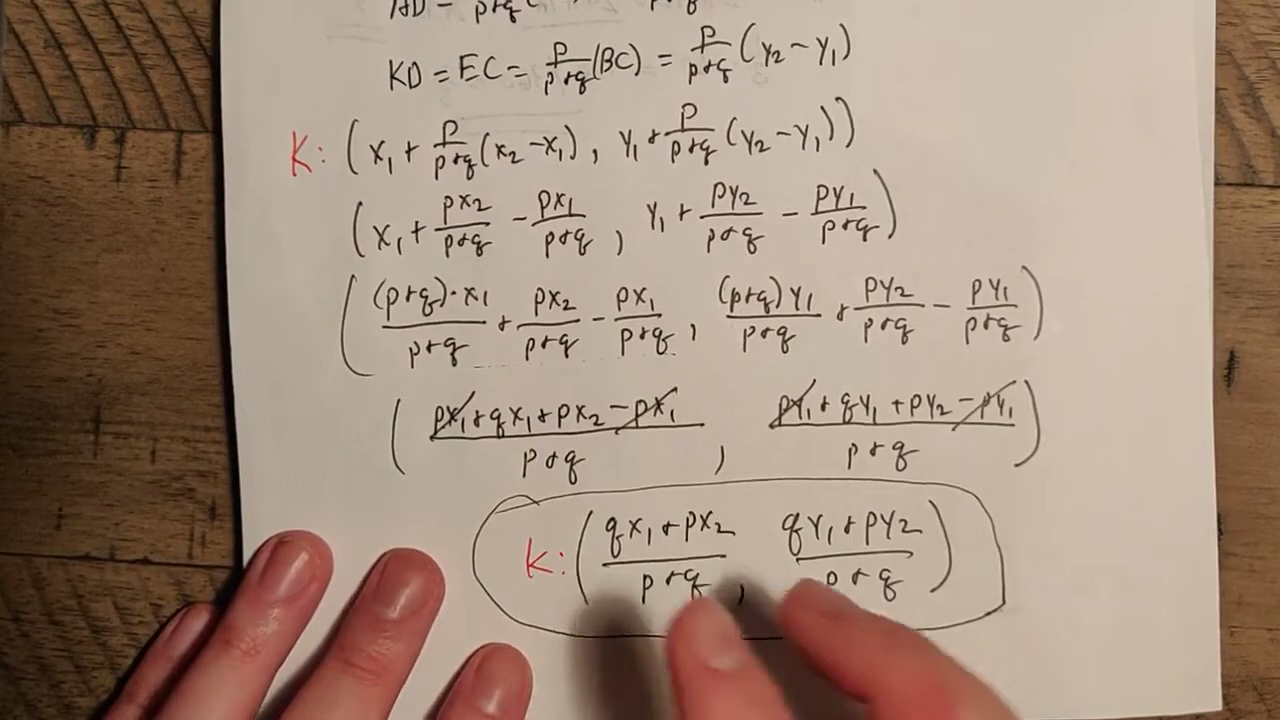 AD = p/(p+q)
KD = EC = p/(p+q) (BC) = p/(p+q) (y₂ − y₁)
K: (x₁ + p/(p+q) (x₂ − x₁), y₁ + p/(p+q) (y₂ − y₁))
(x₁ + px₂/(p+q) − px₁/(p+q), y₁ + py₂/(p+q) − py₁/(p+q))
((p+q)·x₁/(p+q) + px₂/(p+q) − px₁/(p+q), (p+q)y₁/(p+q) + py₂/(p+q) − py₁/(p+q))
((px₁ + qx₁ + px₂ − px₁)/(p+q), (py₁ + qy₁ + py₂ − py₁)/(p+q))
K: ((qx₁ + px₂)/(p+q), (qy₁ + py₂)/(p+q))